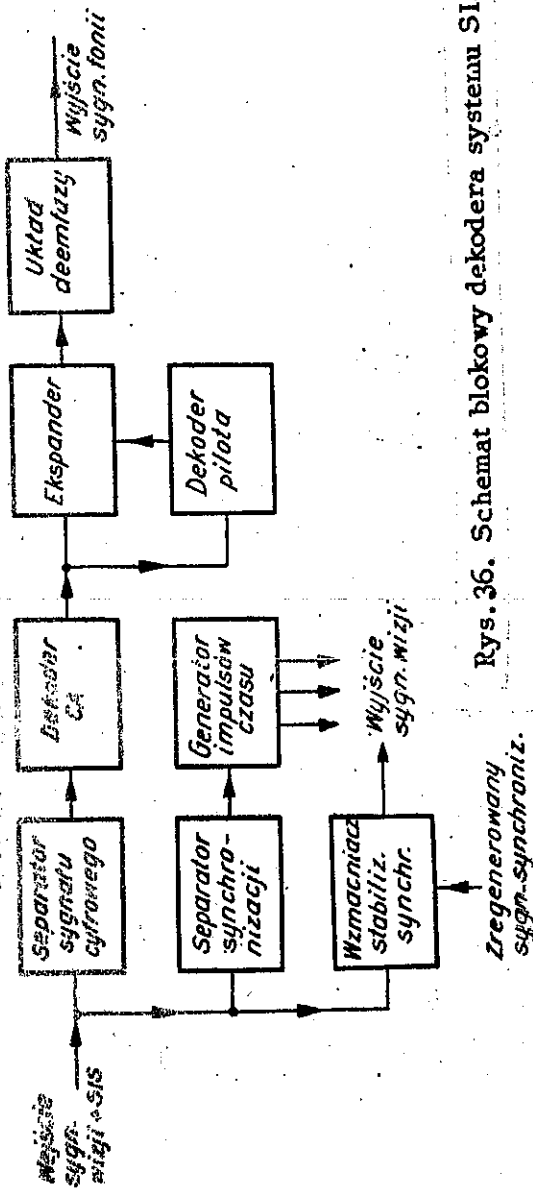 Wejście
sygn.
wizji+SIS
Separator
sygnału
cyfrowego
Dekoder
CA
Ekspander
Układ
deemfazy
Wyjście
sygn. fonii
Dekoder
pilota
Separator
synchro-
nizacji
Generator
impulsów
czasu
Wzmacniacz
stabiliz.
synchr.
Wyjście
sygn. wizji
Zregenerowany
sygn. synchroniz.
Rys. 36. Schemat blokowy dekodera systemu SI